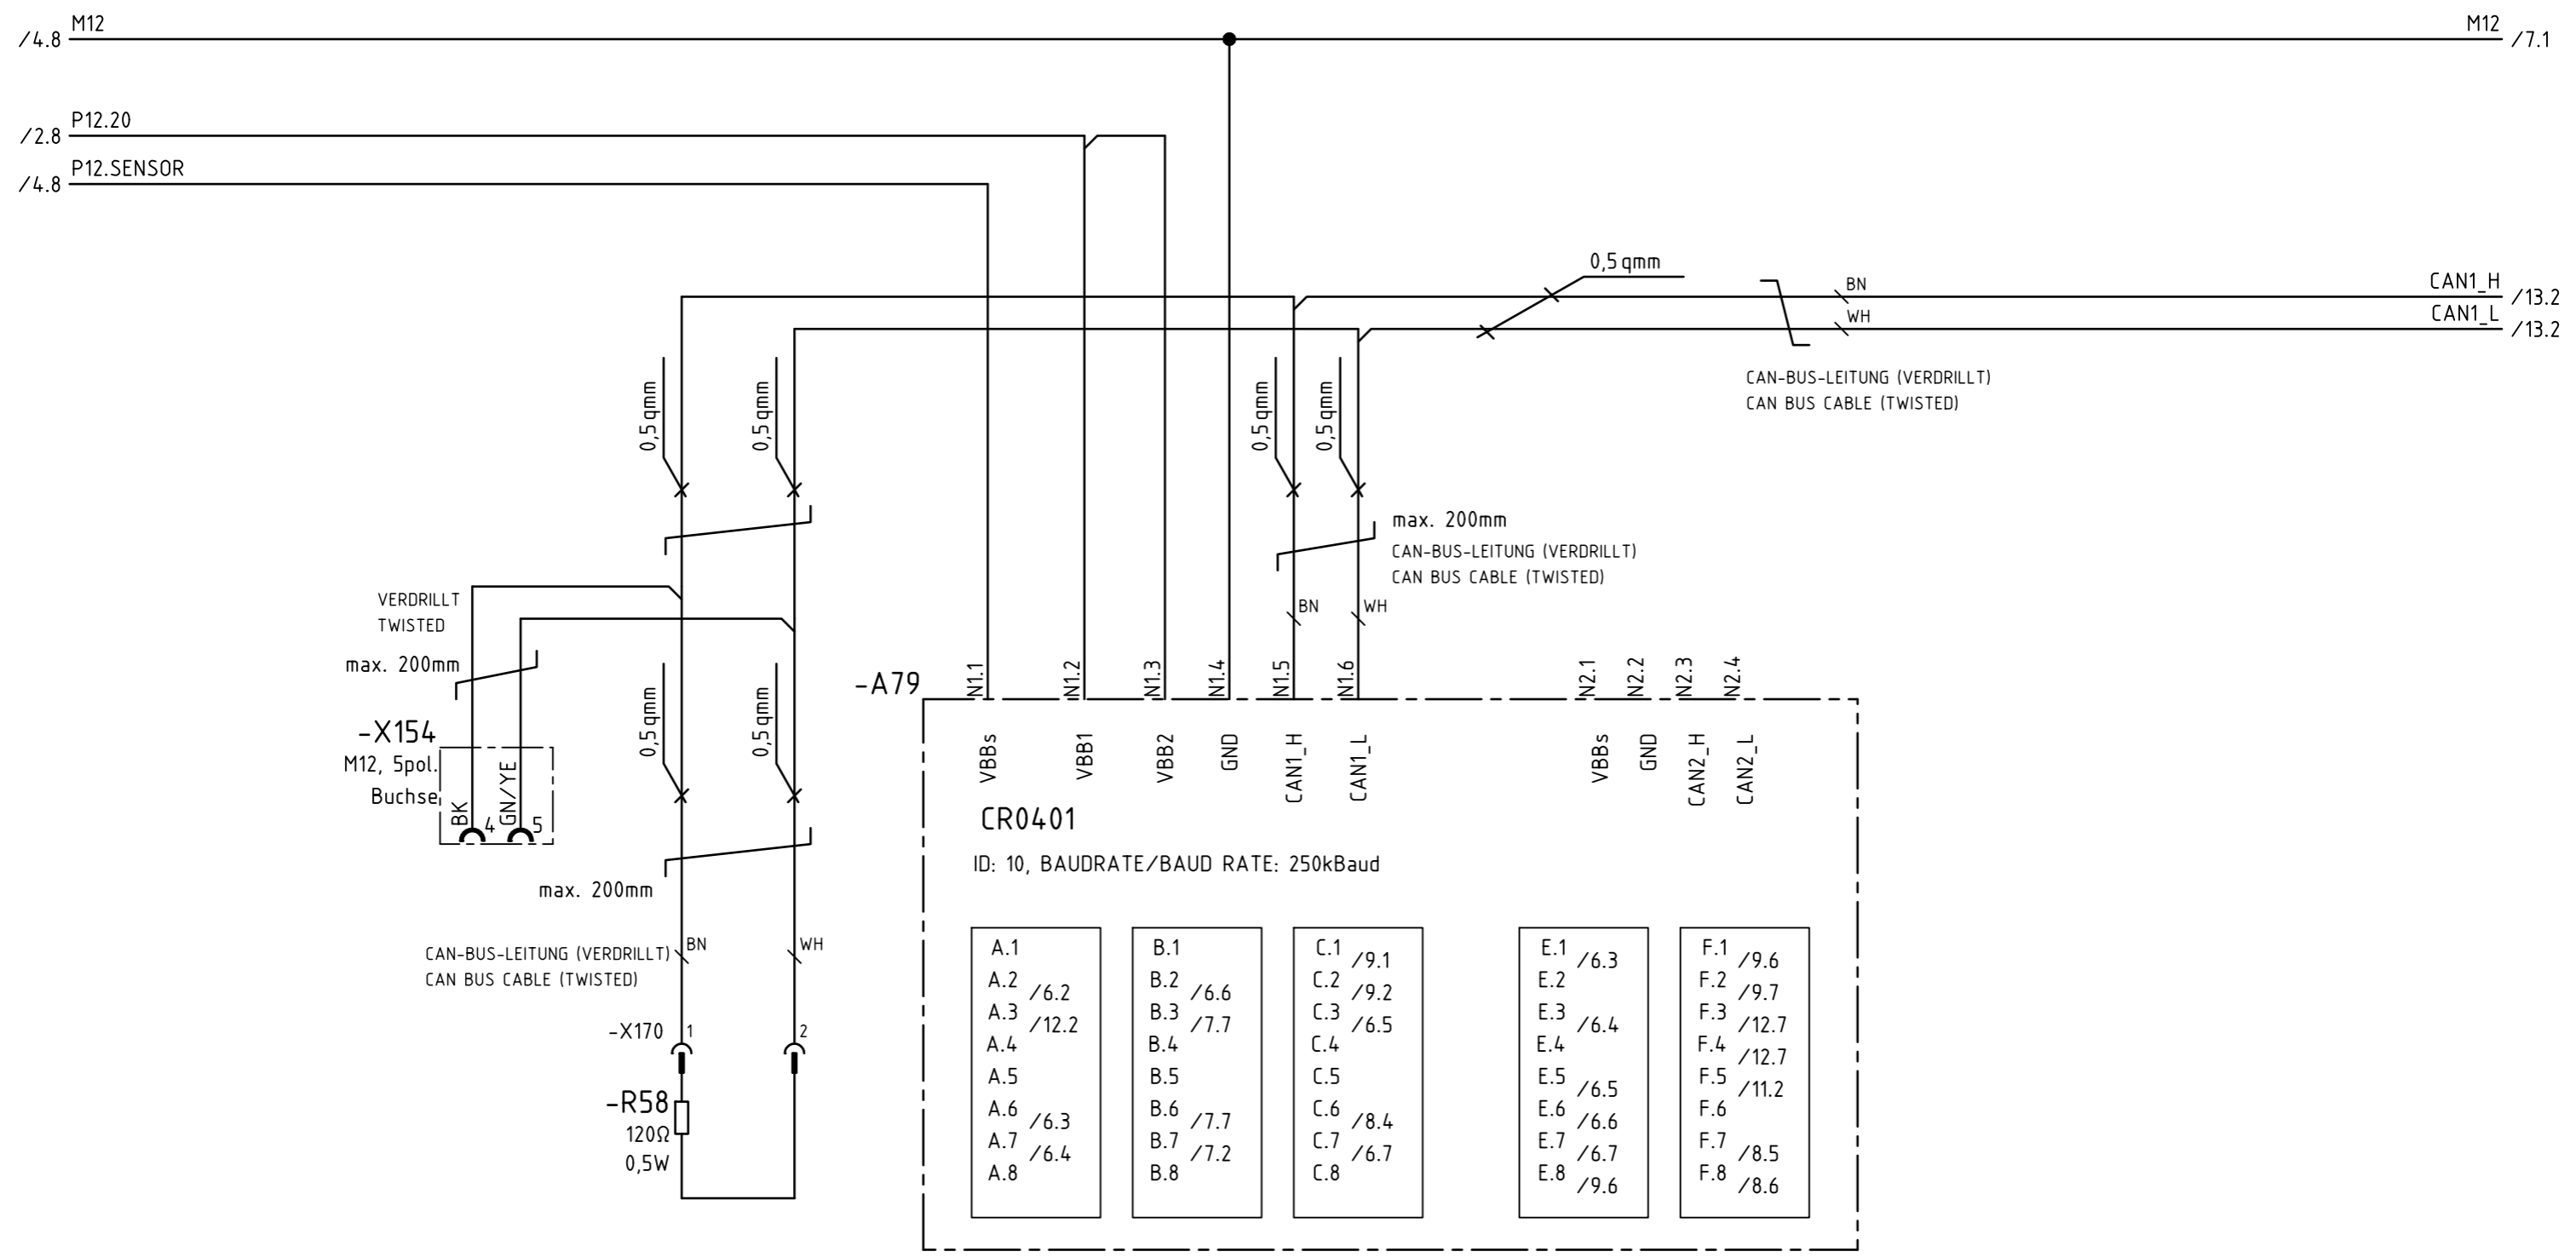 M12
/4.8
M12
/7.1
P12.20
/2.8
P12.SENSOR
/4.8
0,5 qmm
BN
CAN1_H
/13.2
WH
CAN1_L
/13.2
CAN-BUS-LEITUNG (VERDRILLT)
CAN BUS CABLE (TWISTED)
0,5 qmm
0,5 qmm
0,5 qmm
0,5 qmm
max. 200mm
CAN-BUS-LEITUNG (VERDRILLT)
CAN BUS CABLE (TWISTED)
BN
WH
VERDRILLT
TWISTED
max. 200mm
-X154
M12, 5pol.
Buchse
BK
4
GN/YE
5
0,5 qmm
0,5 qmm
max. 200mm
CAN-BUS-LEITUNG (VERDRILLT)
CAN BUS CABLE (TWISTED)
BN
WH
-X170
1
2
-R58
120Ω
0,5W
-A79
N1.1
N1.2
N1.3
N1.4
N1.5
N1.6
N2.1
N2.2
N2.3
N2.4
VBBs
VBB1
VBB2
GND
CAN1_H
CAN1_L
VBBs
GND
CAN2_H
CAN2_L
CR0401
ID: 10, BAUDRATE/BAUD RATE: 250kBaud
A.1
A.2 /6.2
A.3 /12.2
A.4
A.5
A.6 /6.3
A.7 /6.4
A.8
B.1
B.2 /6.6
B.3 /7.7
B.4
B.5
B.6 /7.7
B.7 /7.2
B.8
C.1 /9.1
C.2 /9.2
C.3 /6.5
C.4
C.5
C.6 /8.4
C.7 /6.7
C.8
E.1 /6.3
E.2
E.3 /6.4
E.4
E.5 /6.5
E.6 /6.6
E.7 /6.7
E.8 /9.6
F.1 /9.6
F.2 /9.7
F.3 /12.7
F.4 /12.7
F.5 /11.2
F.6
F.7 /8.5
F.8 /8.6